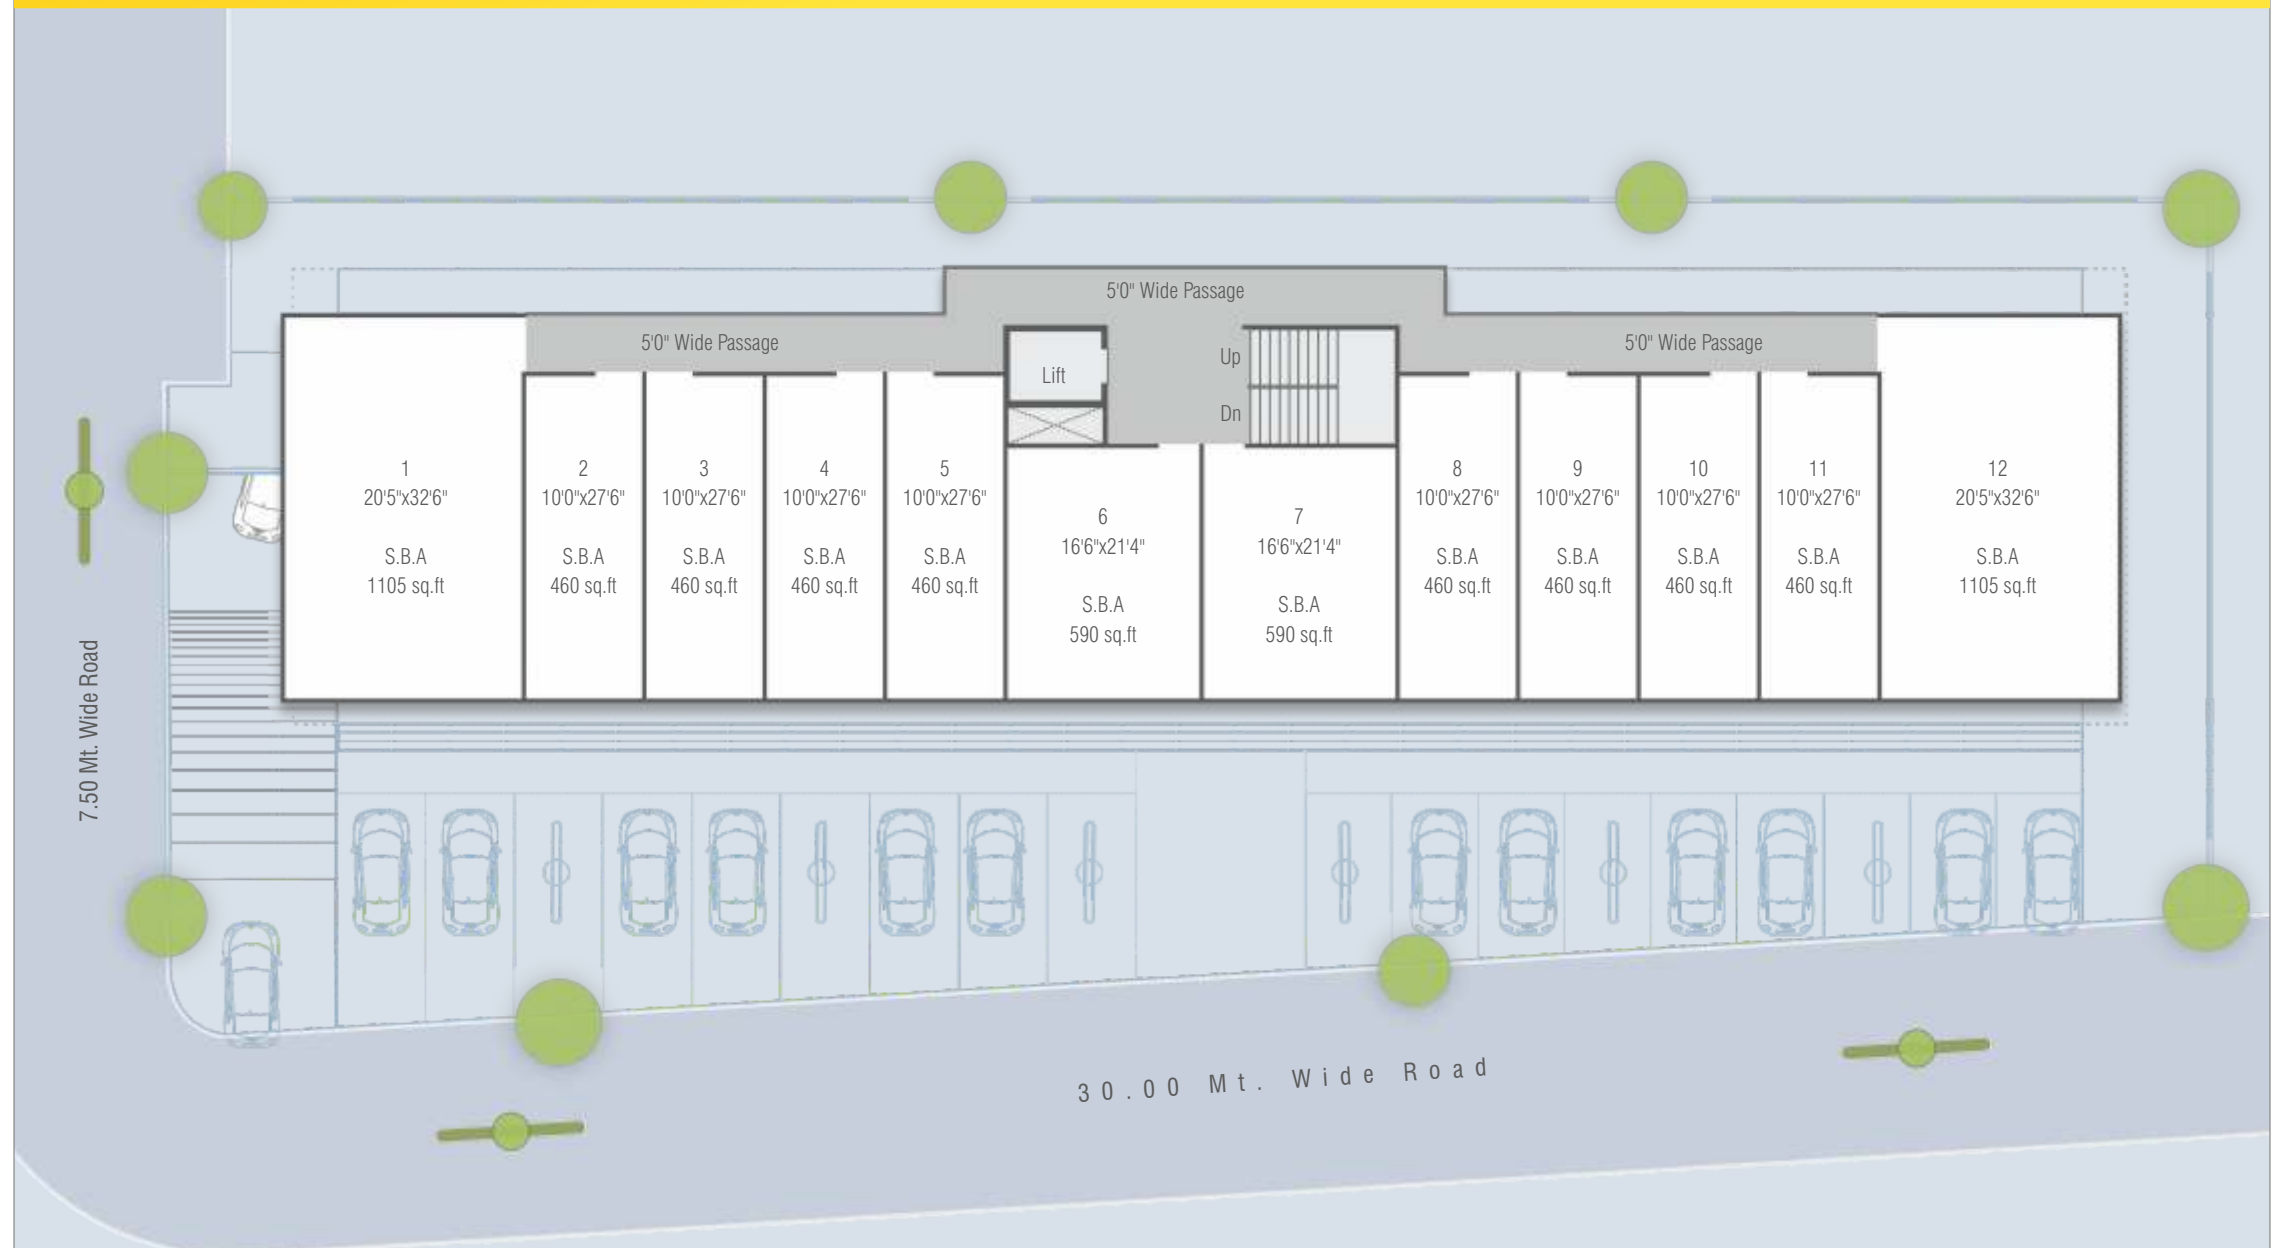 5'0" Wide Passage
5'0" Wide Passage
5'0" Wide Passage
Lift
Up
Dn
1
20'5"x32'6"
S.B.A
1105 sq.ft
2
10'0"x27'6"
S.B.A
460 sq.ft
3
10'0"x27'6"
S.B.A
460 sq.ft
4
10'0"x27'6"
S.B.A
460 sq.ft
5
10'0"x27'6"
S.B.A
460 sq.ft
6
16'6"x21'4"
S.B.A
590 sq.ft
7
16'6"x21'4"
S.B.A
590 sq.ft
8
10'0"x27'6"
S.B.A
460 sq.ft
9
10'0"x27'6"
S.B.A
460 sq.ft
10
10'0"x27'6"
S.B.A
460 sq.ft
11
10'0"x27'6"
S.B.A
460 sq.ft
12
20'5"x32'6"
S.B.A
1105 sq.ft
7.50 Mt. Wide Road
30.00 Mt. Wide Road